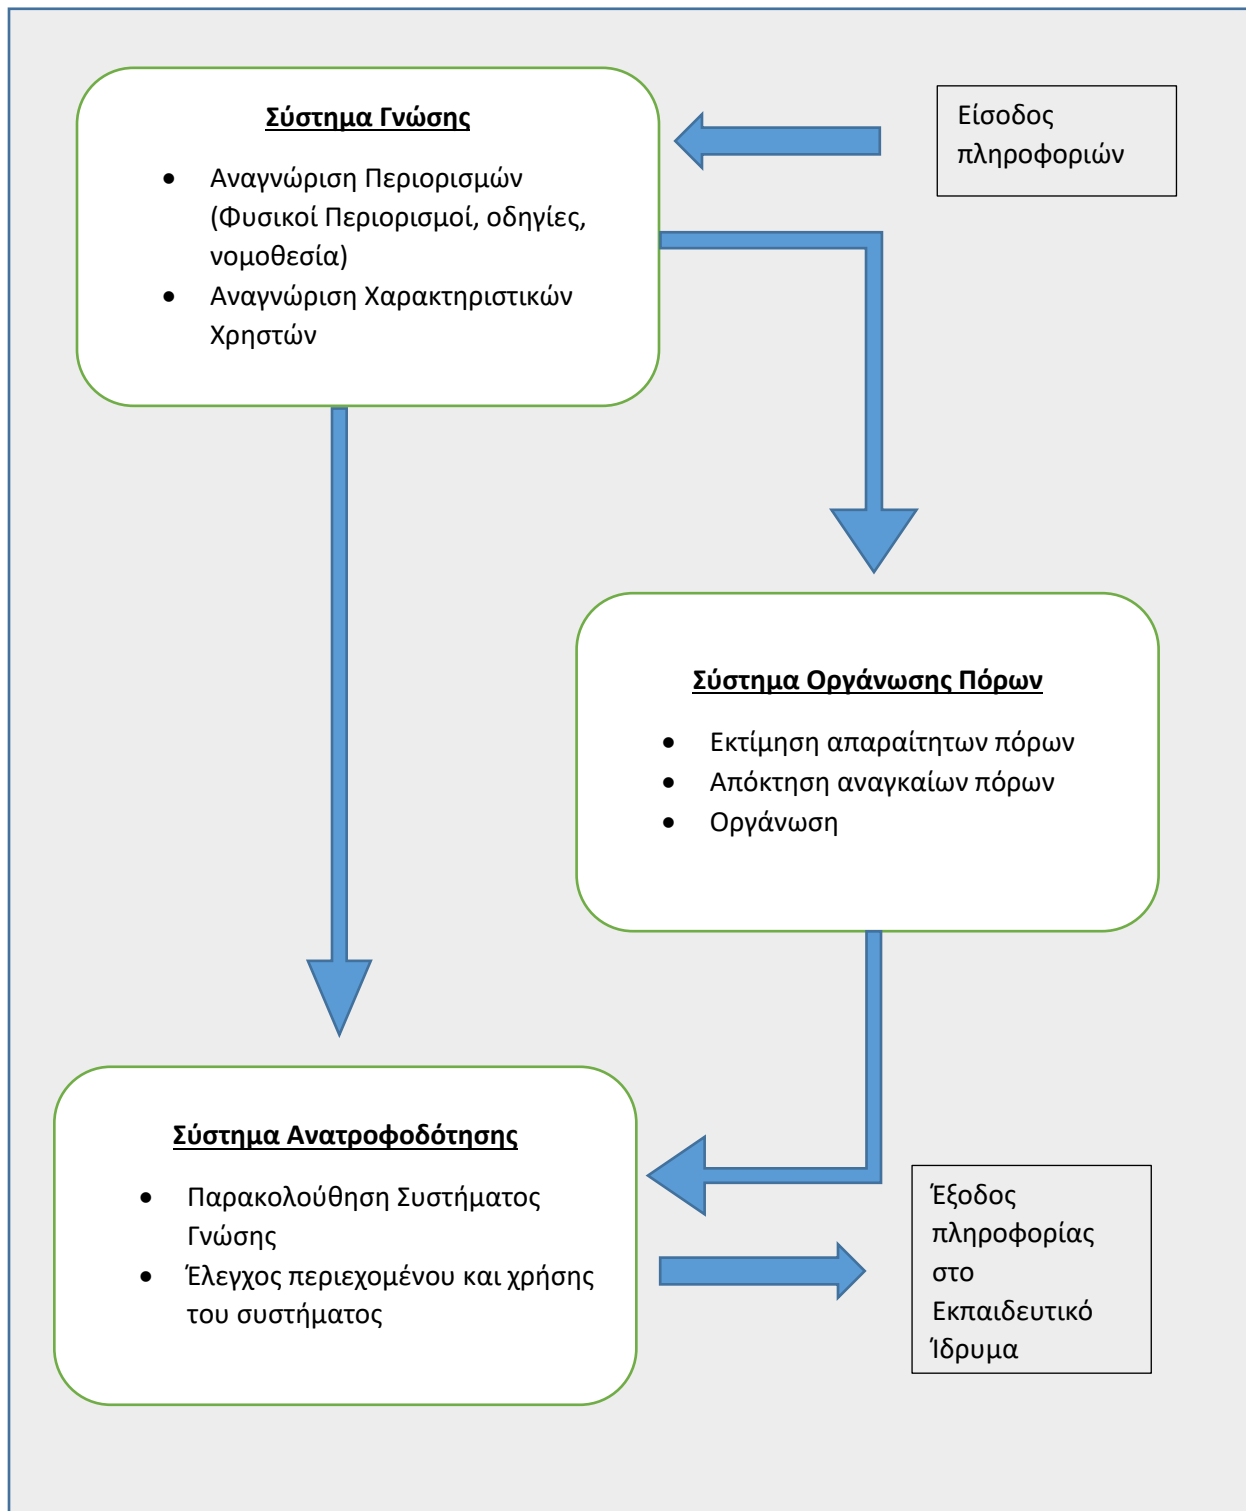 Σύστημα Γνώσης
• Αναγνώριση Περιορισμών
(Φυσικοί Περιορισμοί, οδηγίες,
νομοθεσία)
• Αναγνώριση Χαρακτηριστικών
Χρηστών
Είσοδος
πληροφοριών
Σύστημα Οργάνωσης Πόρων
• Εκτίμηση απαραίτητων πόρων
• Απόκτηση αναγκαίων πόρων
• Οργάνωση
Σύστημα Ανατροφοδότησης
• Παρακολούθηση Συστήματος
Γνώσης
• Έλεγχος περιεχομένου και χρήσης
του συστήματος
Έξοδος
πληροφορίας
στο
Εκπαιδευτικό
Ίδρυμα